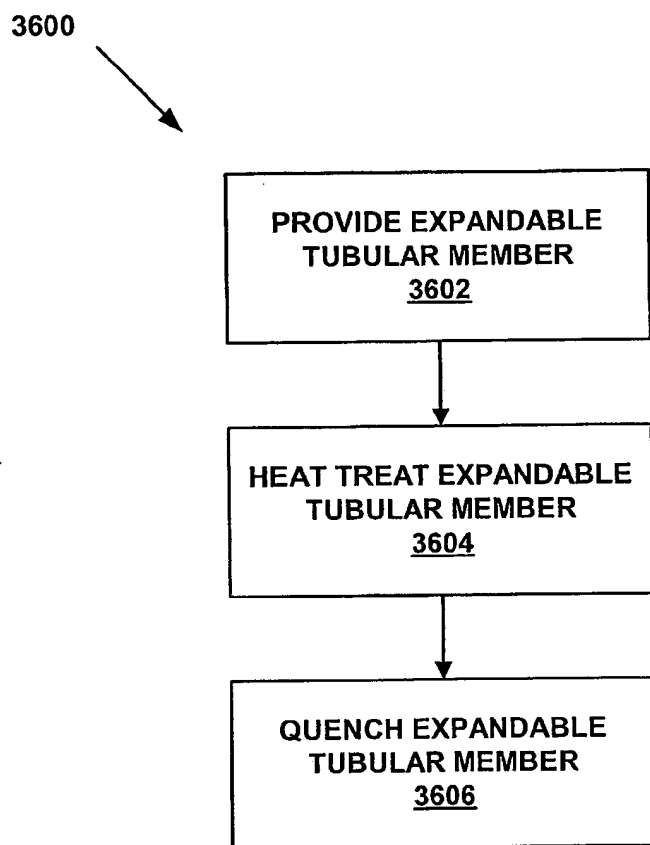 3600
PROVIDE EXPANDABLE
TUBULAR MEMBER
3602
HEAT TREAT EXPANDABLE
TUBULAR MEMBER
3604
QUENCH EXPANDABLE
TUBULAR MEMBER
3606